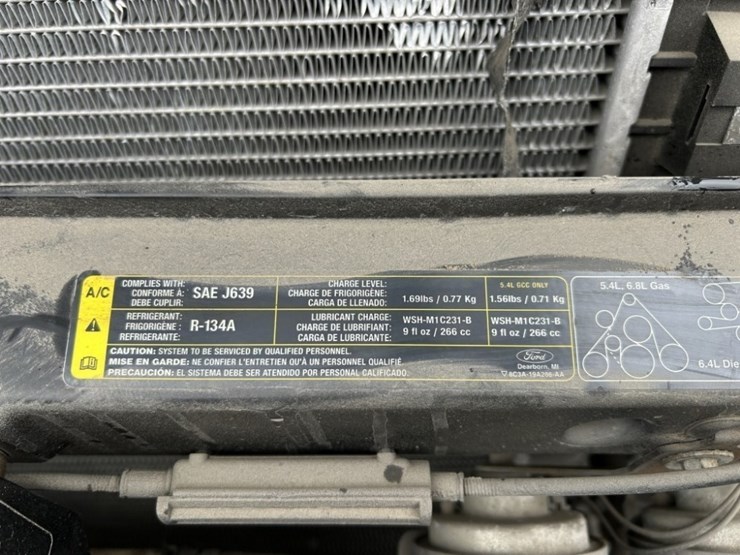 A/C
COMPLIES WITH:
CONFORME À: SAE J639
DEBE CUPLIR:
CHARGE LEVEL:
CHARGE DE FRIGORIGÈNE:
CARGA DE LLENADO:
1.69lbs / 0.77 Kg
5.4L GCC ONLY
1.56lbs / 0.71 Kg
REFRIGERANT:
FRIGORIGÈNE: R-134A
REFRIGERANTE:
LUBRICANT CHARGE:
CHARGE DE LUBRIFIANT:
CARGA DE LUBRICANTE:
WSH-M1C231-B
9 fl oz / 266 cc
WSH-M1C231-B
9 fl oz / 266 cc
CAUTION: SYSTEM TO BE SERVICED BY QUALIFIED PERSONNEL.
MISE EN GARDE: NE CONFIER L'ENTRETIEN QU'À UN PERSONNEL QUALIFIÉ.
PRECAUCIÓN: EL SISTEMA DEBE SER ATENDIDO POR PERSONAL CALIFICADO.
Ford
Dearborn, MI
5.4L, 6.8L Gas
6.4L Die